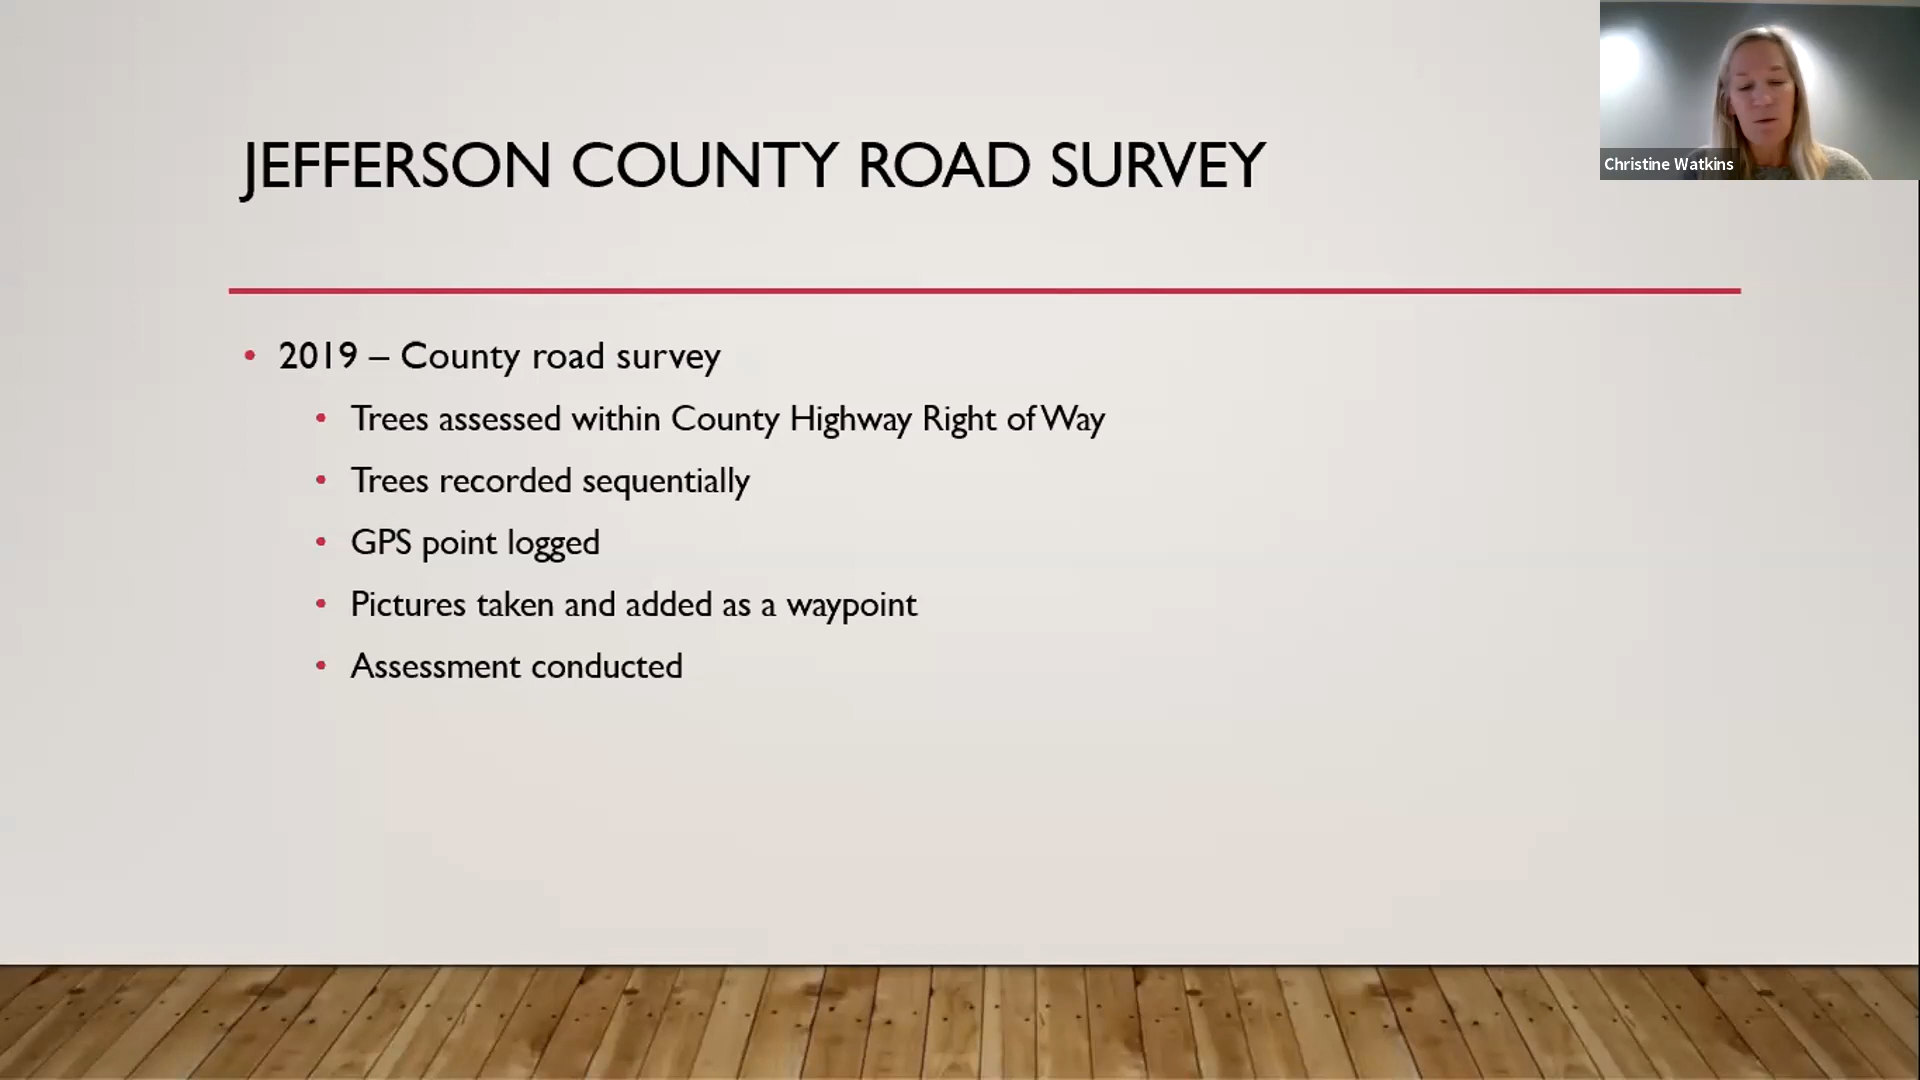 JEFFERSON COUNTY ROAD SURVEY
Christine Watkins
• 2019 – County road survey
• Trees assessed within County Highway Right of Way
• Trees recorded sequentially
• GPS point logged
• Pictures taken and added as a waypoint
• Assessment conducted